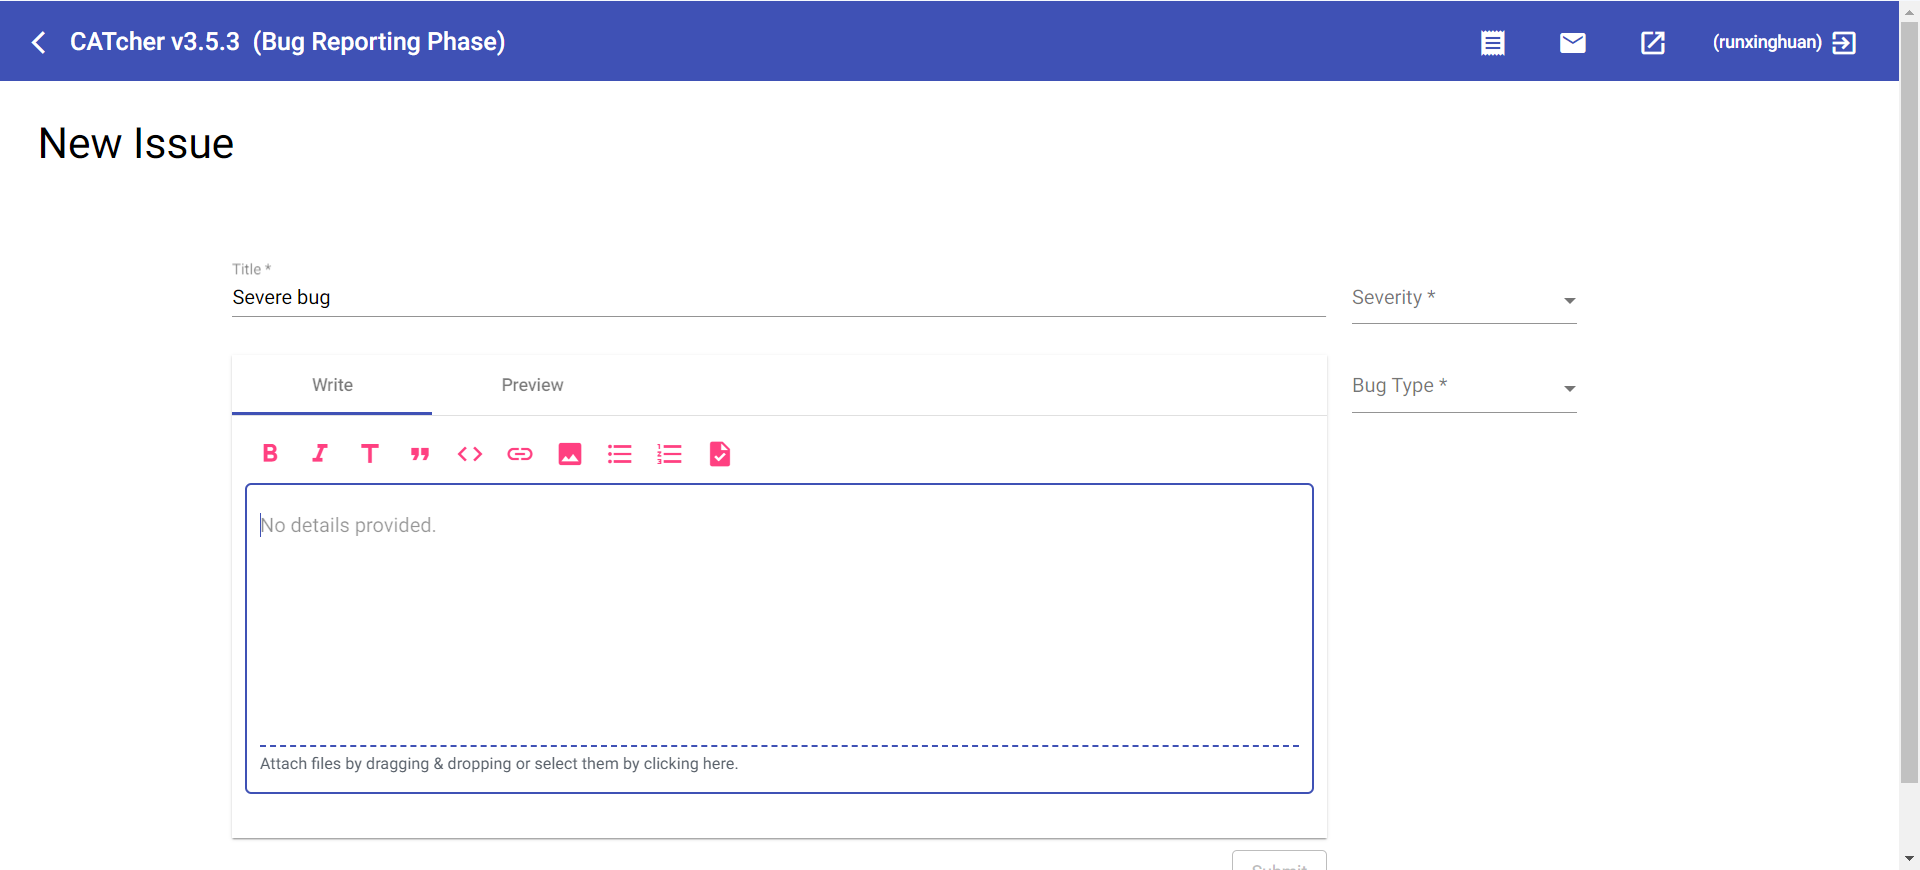 CATcher v3.5.3 (Bug Reporting Phase)
(runxinghuan)
New Issue
Title *
Severe bug
Severity *
Write
Preview
Bug Type *
No details provided.
Attach files by dragging & dropping or select them by clicking here.
Submit